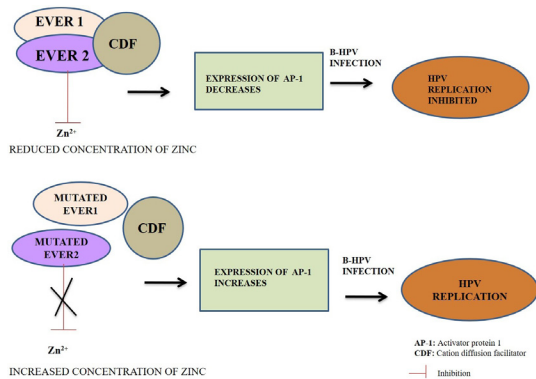 EVER 1
EVER 2
CDF
Zn²⁺
REDUCED CONCENTRATION OF ZINC
EXPRESSION OF AP-1
DECREASES
B-HPV
INFECTION
HPV
REPLICATION
INHIBITED
MUTATED
EVER1
MUTATED
EVER2
CDF
Zn²⁺
INCREASED CONCENTRATION OF ZINC
EXPRESSION OF AP-1
INCREASES
B-HPV
INFECTION
HPV
REPLICATION
AP-1: Activator protein 1
CDF: Cation diffusion facilitator
Inhibition